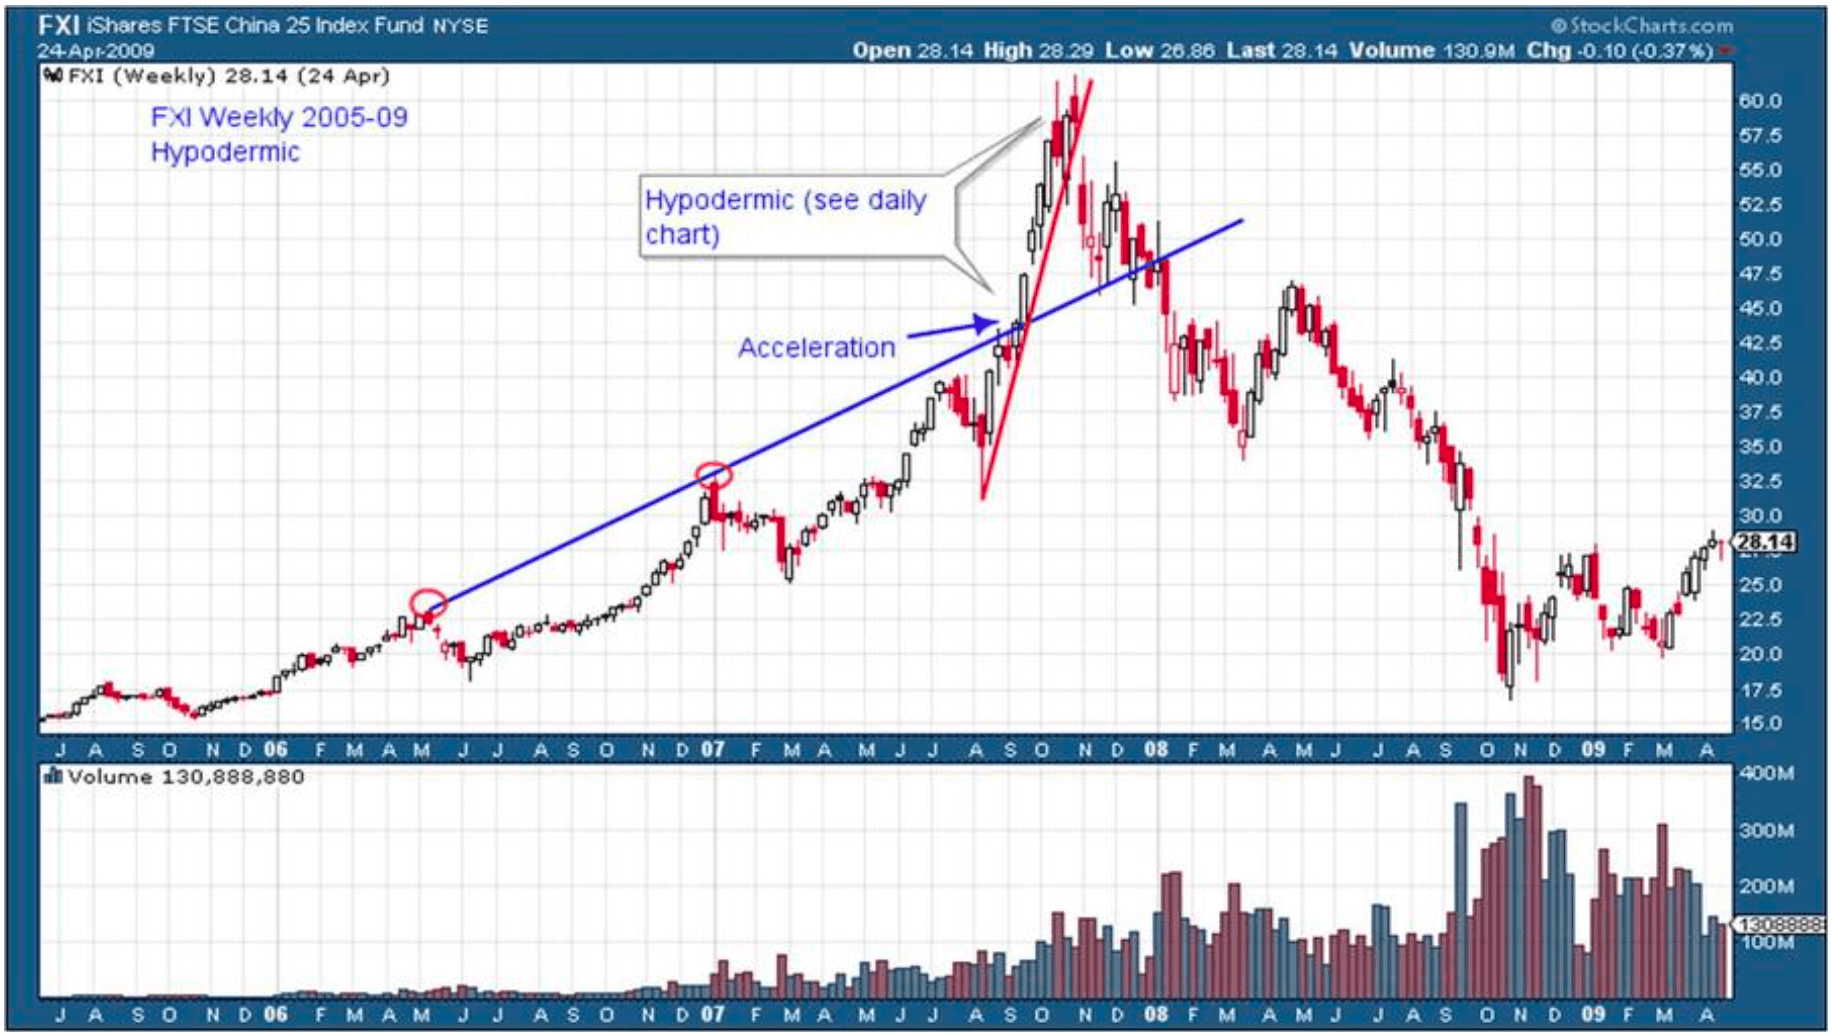 FXI iShares FTSE China 25 Index Fund NYSE
© StockCharts.com
24-Apr-2009
Open 28.14 High 28.29 Low 26.86 Last 28.14 Volume 130.9M Chg -0.10 (-0.37%)
FXI (Weekly) 28.14 (24 Apr)
FXI Weekly 2005-09
Hypodermic
Hypodermic (see daily
chart)
Acceleration
60.0
57.5
55.0
52.5
50.0
47.5
45.0
42.5
40.0
37.5
35.0
32.5
30.0
28.14
25.0
22.5
20.0
17.5
15.0
J A S O N D 06 F M A M J J A S O N D 07 F M A M J J A S O N D 08 F M A M J J A S O N D 09 F M A
Volume 130,888,880
400M
300M
200M
13088888
100M
J A S O N D 06 F M A M J J A S O N D 07 F M A M J J A S O N D 08 F M A M J J A S O N D 09 F M A